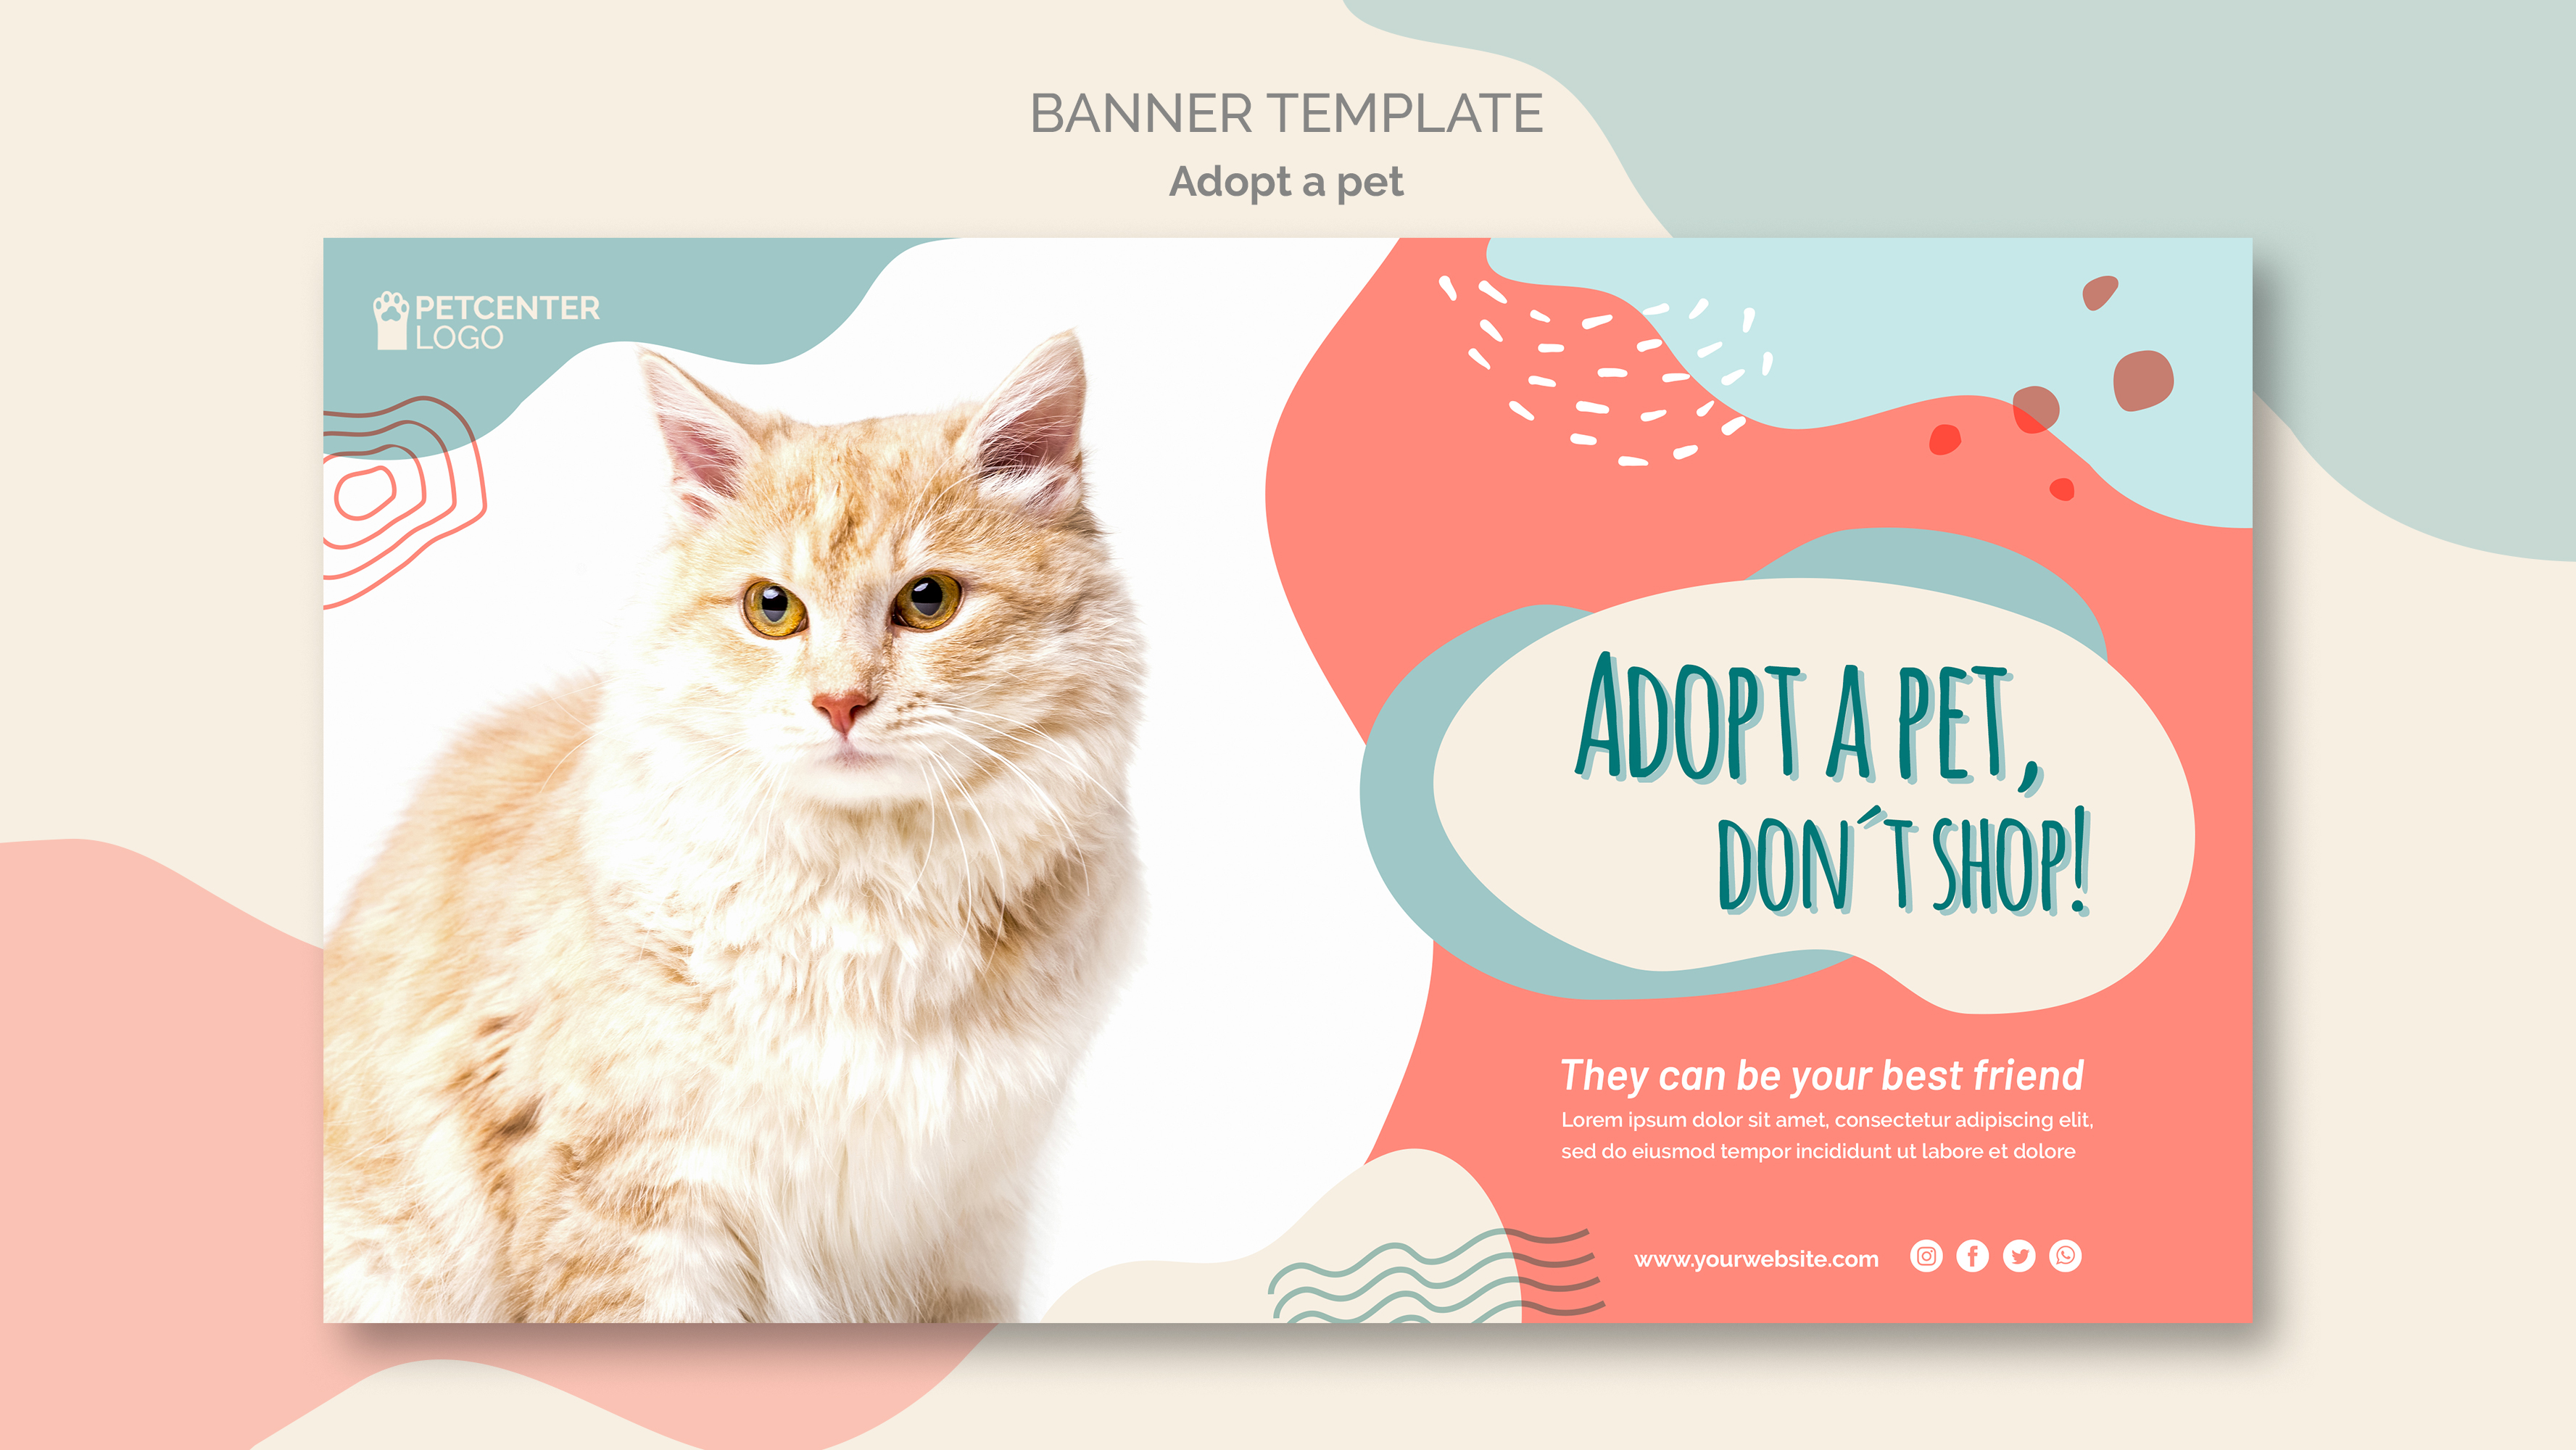 BANNER TEMPLATE
Adopt a pet
PETCENTER
LOGO
ADOPT A PET,
DON´T SHOP!
They can be your best friend
Lorem ipsum dolor sit amet, consectetur adipiscing elit,
sed do eiusmod tempor incididunt ut labore et dolore
www.yourwebsite.com